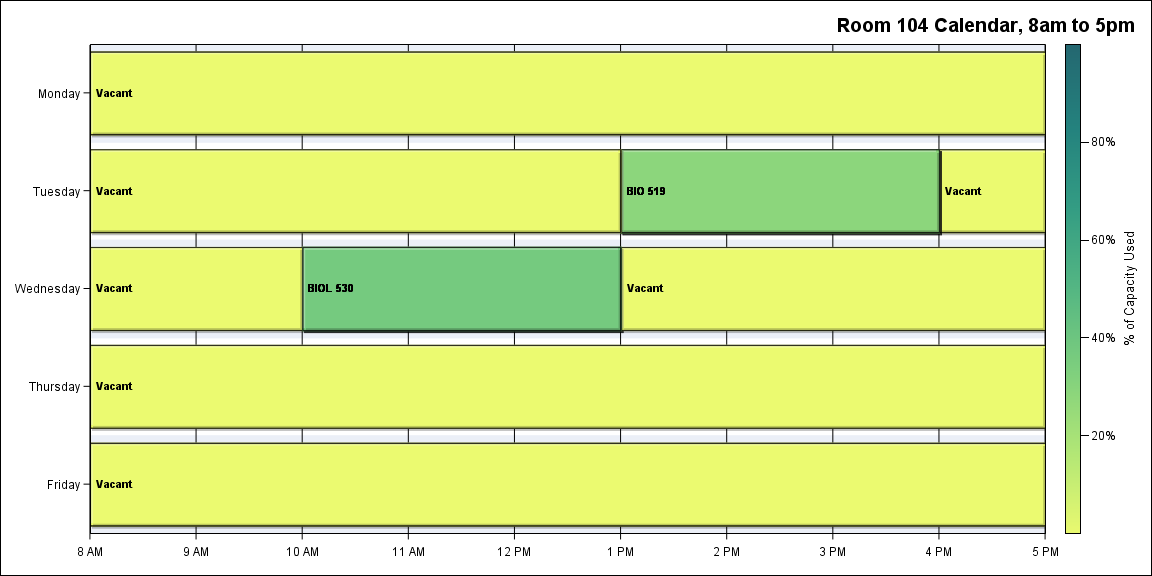 Room 104 Calendar, 8am to 5pm
Monday
Vacant
Tuesday
Vacant
BIO 519
Vacant
Wednesday
Vacant
BIOL 530
Vacant
Thursday
Vacant
Friday
Vacant
8 AM
9 AM
10 AM
11 AM
12 PM
1 PM
2 PM
3 PM
4 PM
5 PM
80%
60%
40%
20%
% of Capacity Used